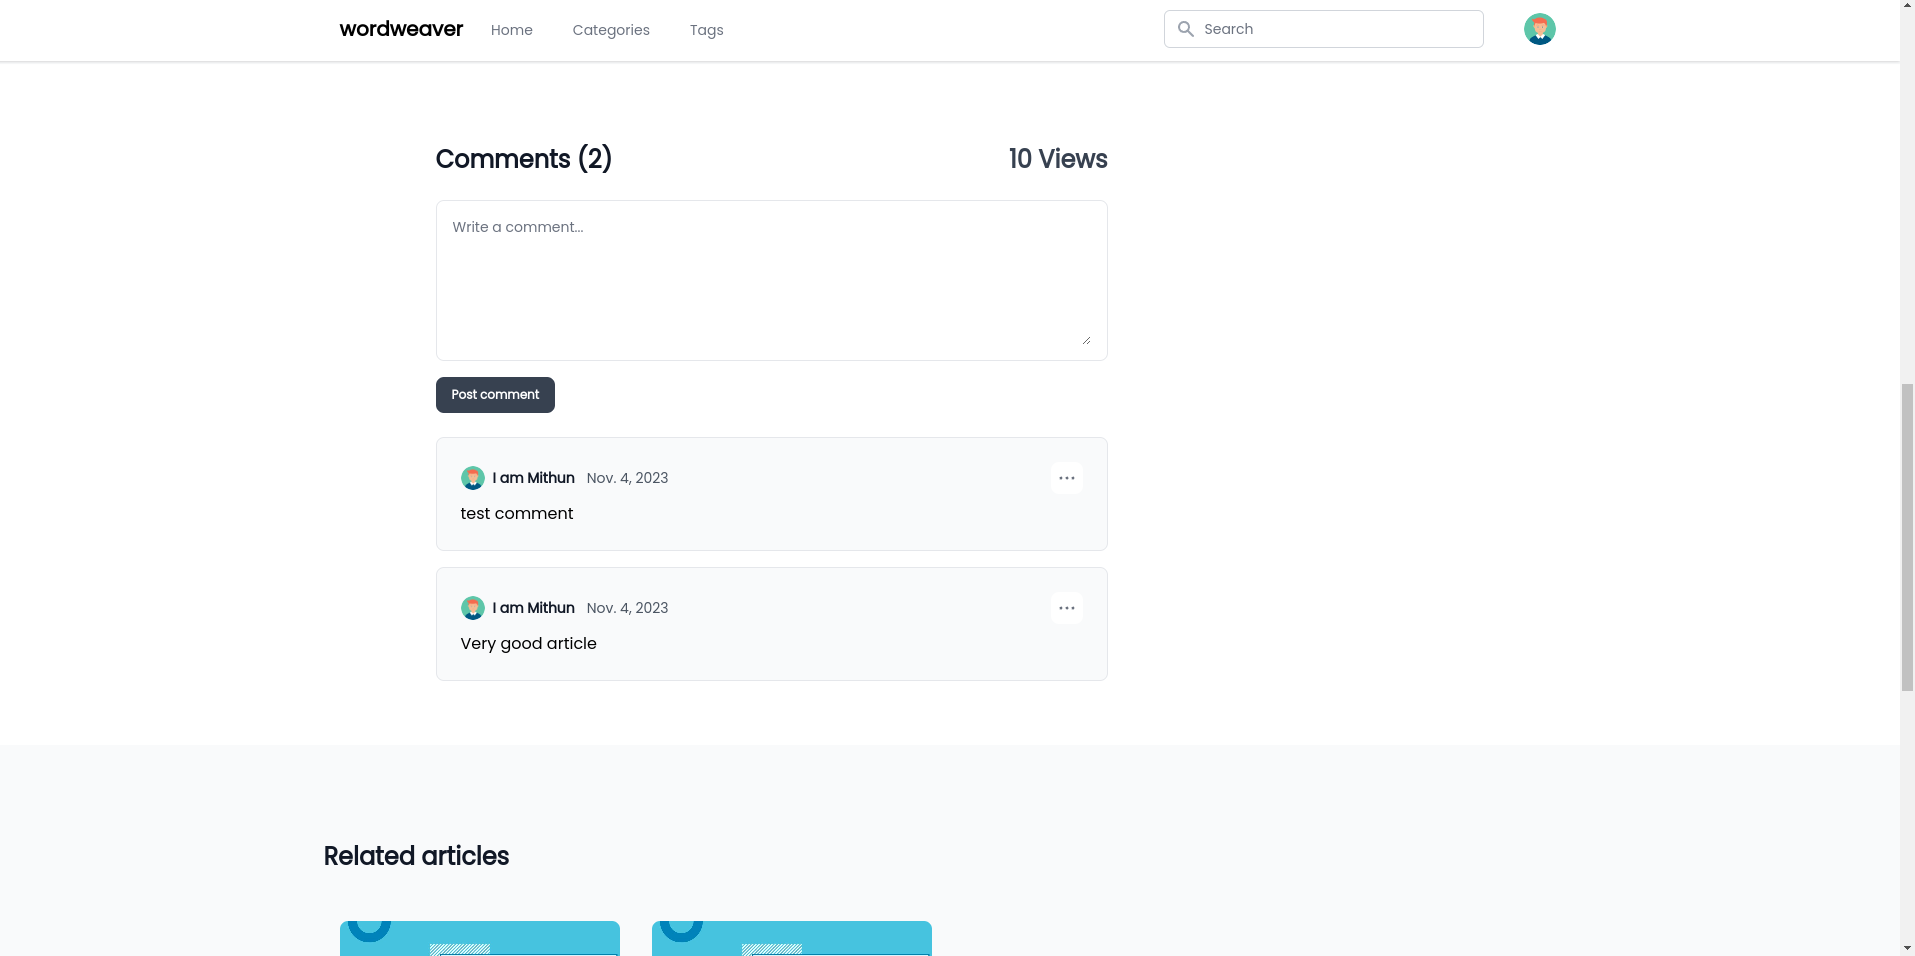 wordweaver Home Categories Tags Search
Comments (2) 10 Views
Write a comment...
Post comment
I am Mithun Nov. 4, 2023
test comment
I am Mithun Nov. 4, 2023
Very good article
Related articles